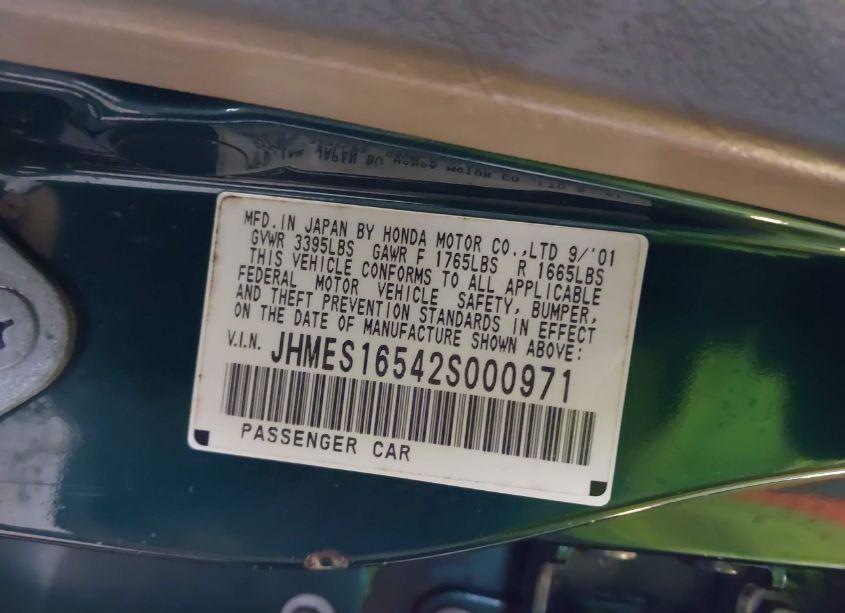 MFD. IN JAPAN BY HONDA MOTOR CO.,LTD 9/'01
GVWR 3395LBS GAWR F 1765LBS R 1665LBS
THIS VEHICLE CONFORMS TO ALL APPLICABLE
FEDERAL MOTOR VEHICLE SAFETY, BUMPER,
AND THEFT PREVENTION STANDARDS IN EFFECT
ON THE DATE OF MANUFACTURE SHOWN ABOVE:
V.I.N. JHMES16542S000971
PASSENGER CAR